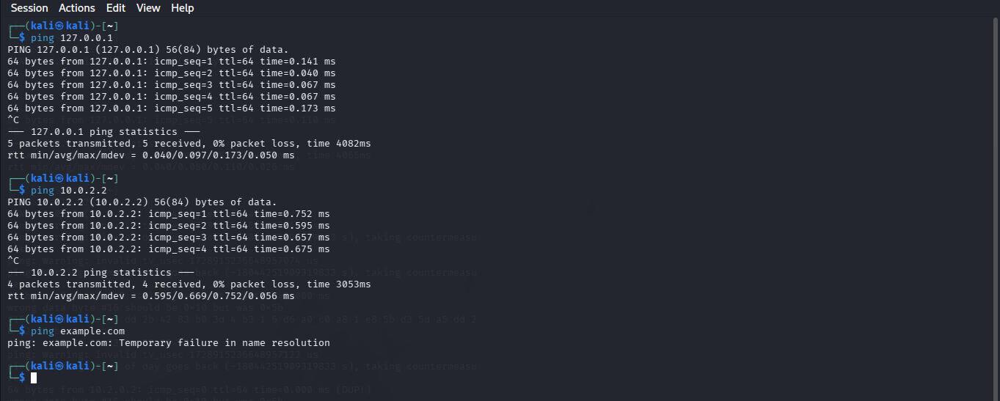 Session Actions Edit View Help
┌──(kali㉿kali)-[~]
└─$ ping 127.0.0.1
PING 127.0.0.1 (127.0.0.1) 56(84) bytes of data.
64 bytes from 127.0.0.1: icmp_seq=1 ttl=64 time=0.141 ms
64 bytes from 127.0.0.1: icmp_seq=2 ttl=64 time=0.040 ms
64 bytes from 127.0.0.1: icmp_seq=3 ttl=64 time=0.067 ms
64 bytes from 127.0.0.1: icmp_seq=4 ttl=64 time=0.067 ms
64 bytes from 127.0.0.1: icmp_seq=5 ttl=64 time=0.173 ms
^C
--- 127.0.0.1 ping statistics ---
5 packets transmitted, 5 received, 0% packet loss, time 4082ms
rtt min/avg/max/mdev = 0.040/0.097/0.173/0.050 ms
┌──(kali㉿kali)-[~]
└─$ ping 10.0.2.2
PING 10.0.2.2 (10.0.2.2) 56(84) bytes of data.
64 bytes from 10.0.2.2: icmp_seq=1 ttl=64 time=0.752 ms
64 bytes from 10.0.2.2: icmp_seq=2 ttl=64 time=0.595 ms
64 bytes from 10.0.2.2: icmp_seq=3 ttl=64 time=0.657 ms
64 bytes from 10.0.2.2: icmp_seq=4 ttl=64 time=0.675 ms
^C
--- 10.0.2.2 ping statistics ---
4 packets transmitted, 4 received, 0% packet loss, time 3053ms
rtt min/avg/max/mdev = 0.595/0.669/0.752/0.056 ms
┌──(kali㉿kali)-[~]
└─$ ping example.com
ping: example.com: Temporary failure in name resolution
┌──(kali㉿kali)-[~]
└─$